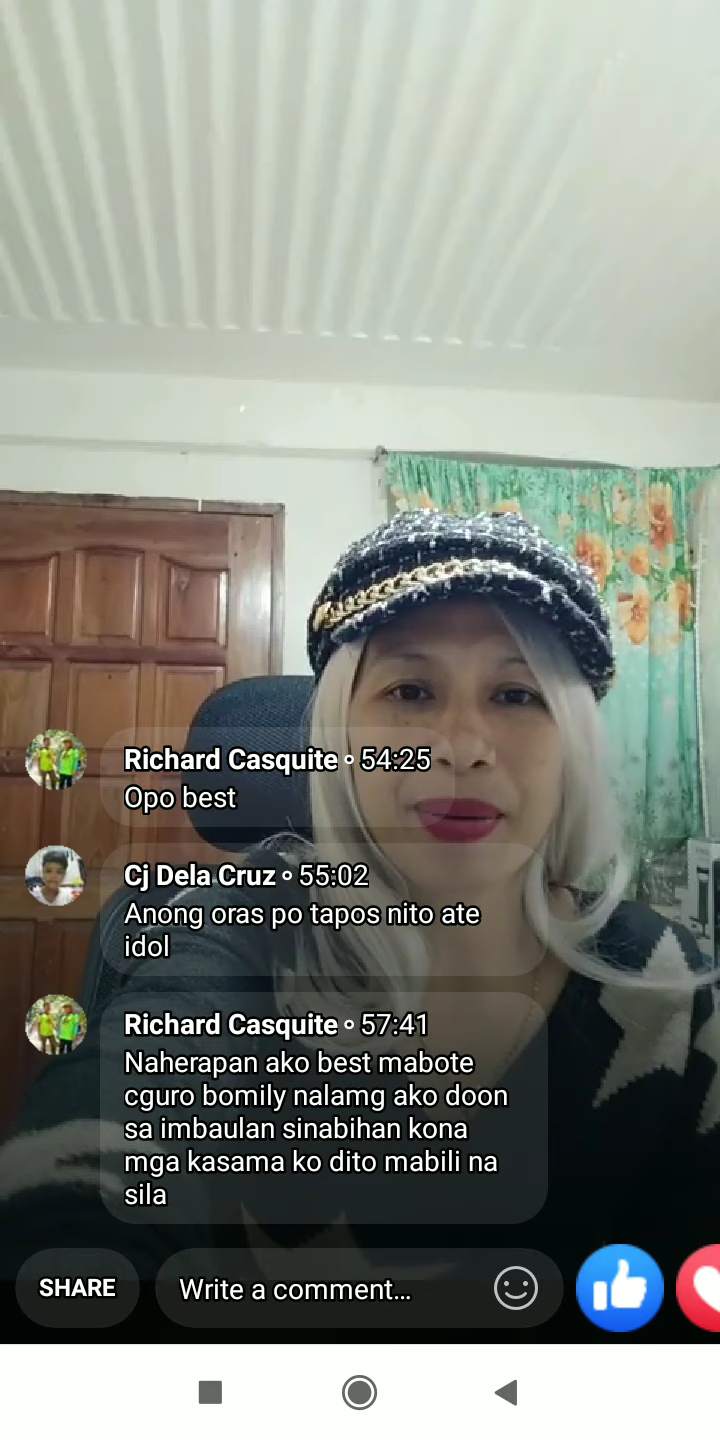 Richard Casquite • 54:25
Opo best
Cj Dela Cruz • 55:02
Anong oras po tapos nito ate
idol
Richard Casquite • 57:41
Naherapan ako best mabote
cguro bomily nalamg ako doon
sa imbaulan sinabihan kona
mga kasama ko dito mabili na
sila
SHARE
Write a comment...